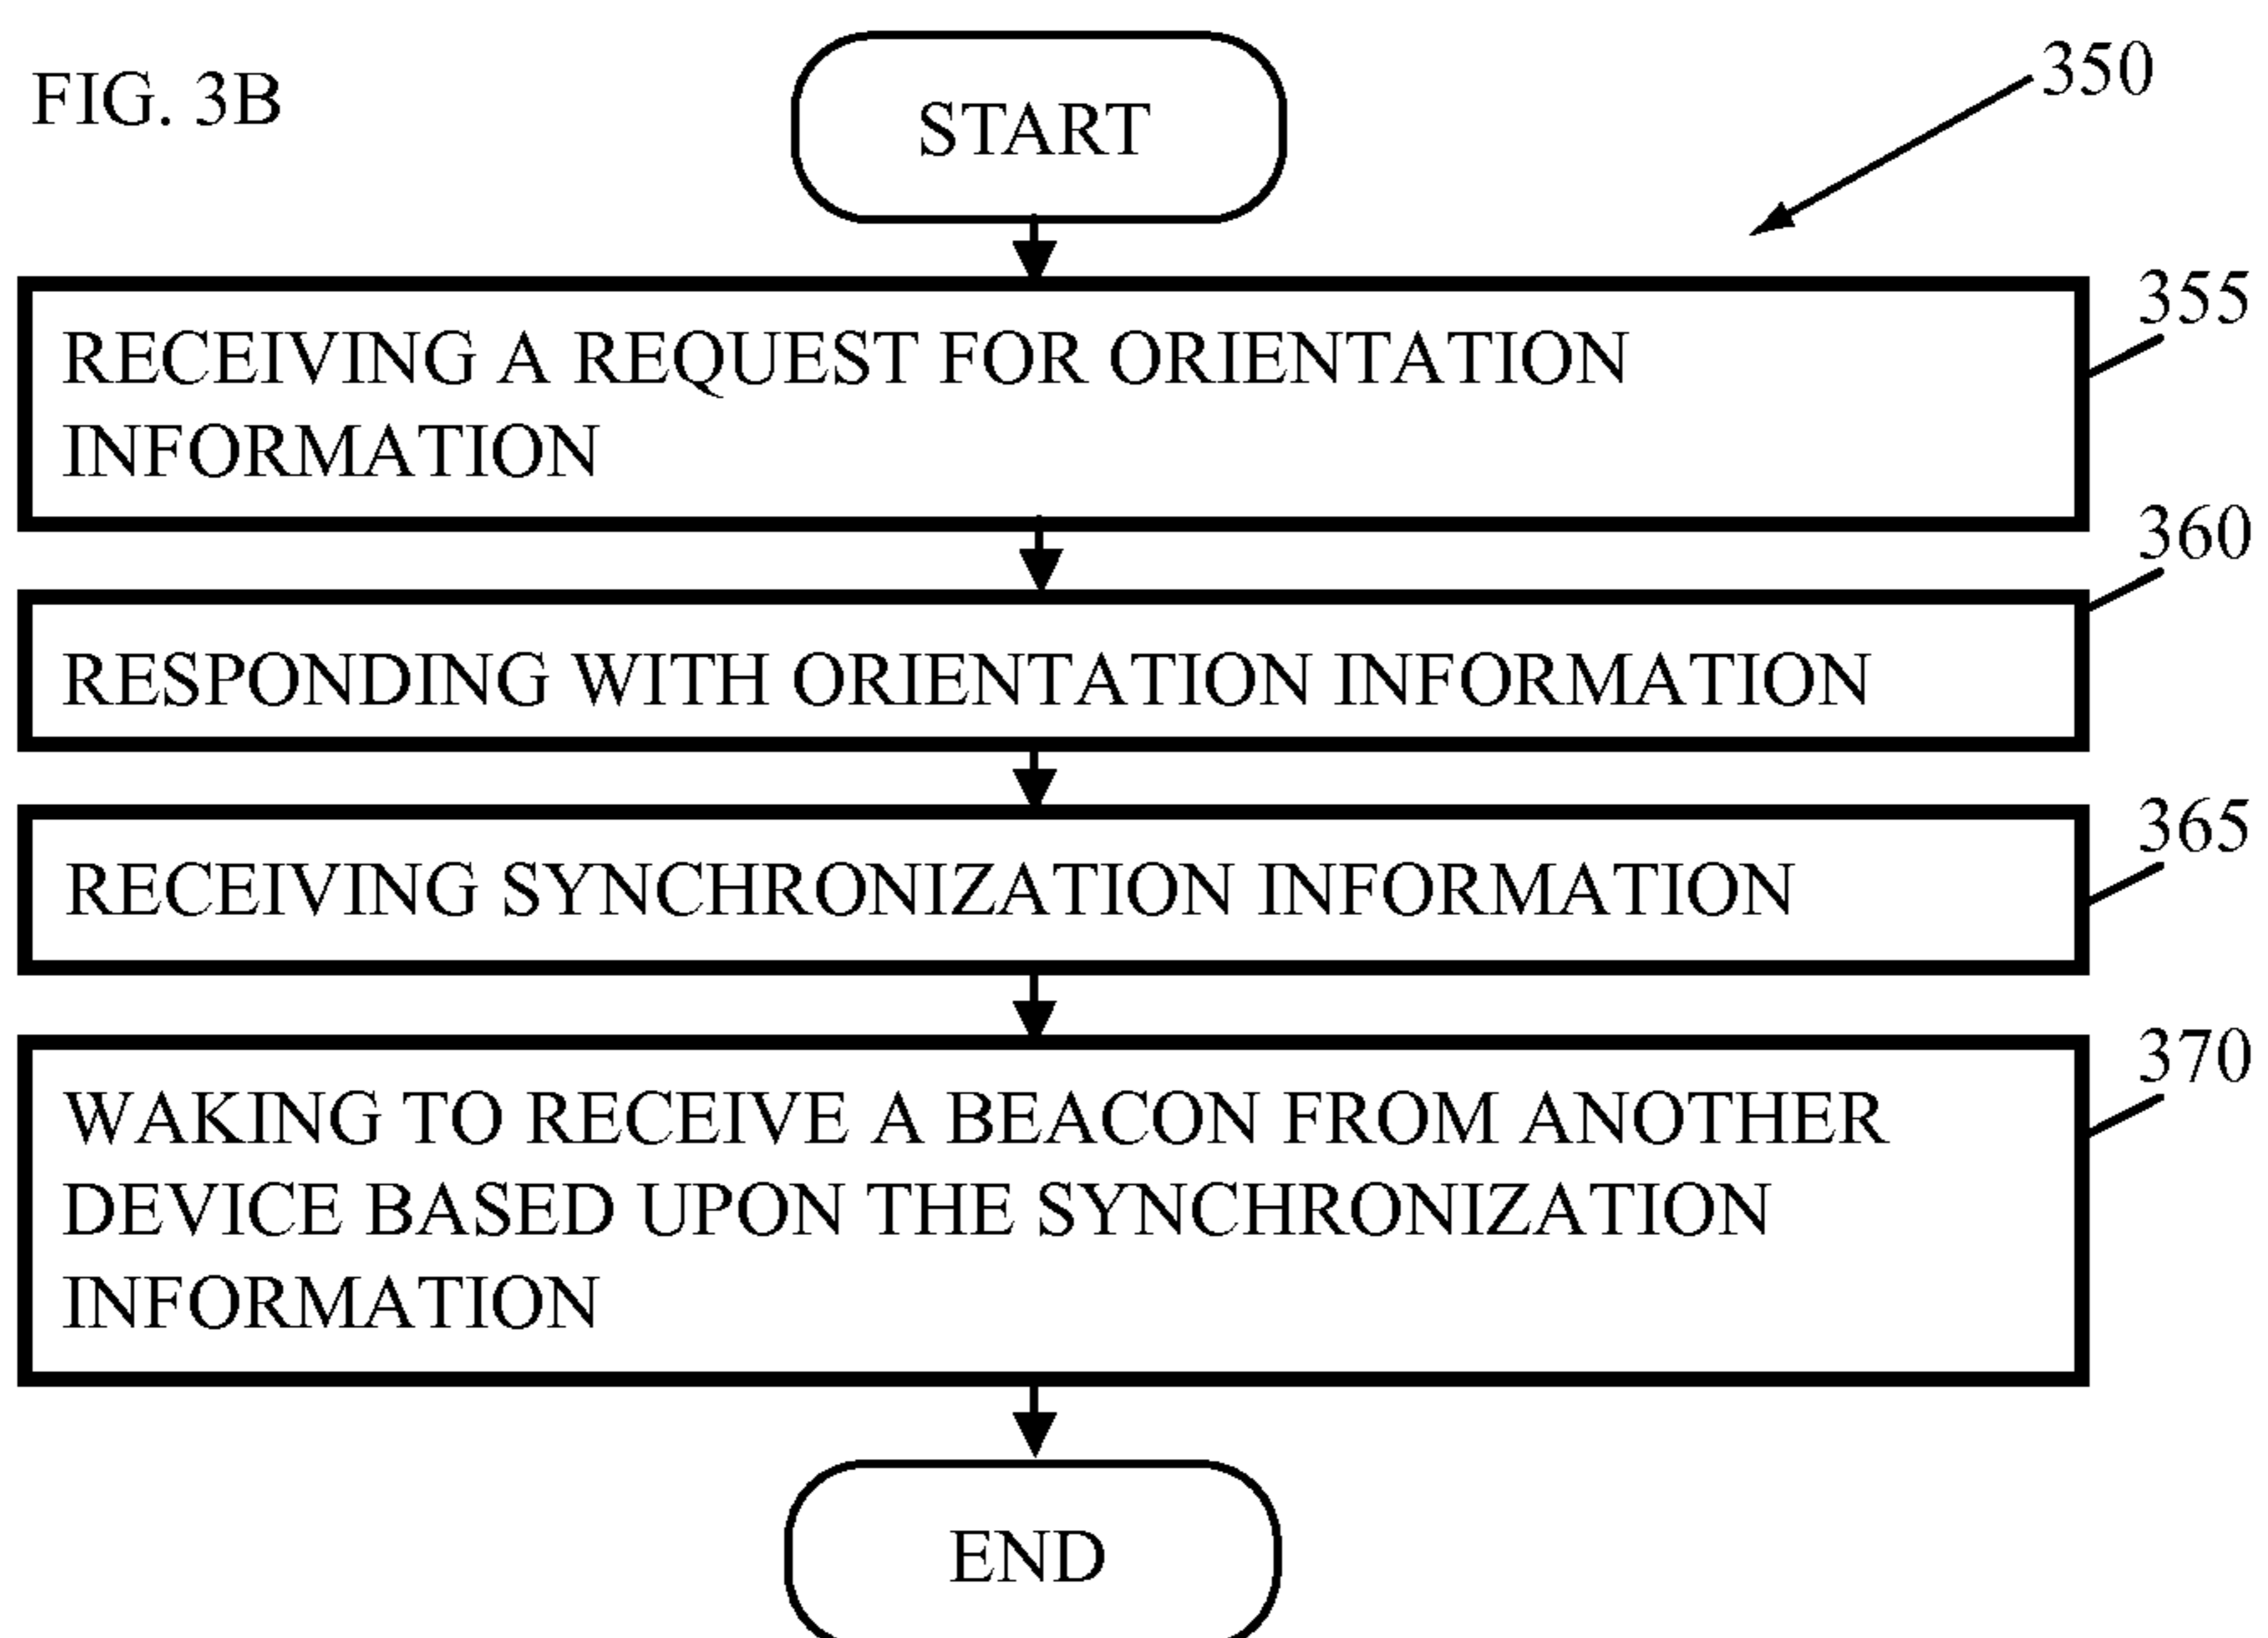 FIG. 3B
START
350
355
RECEIVING A REQUEST FOR ORIENTATION
INFORMATION
360
RESPONDING WITH ORIENTATION INFORMATION
365
RECEIVING SYNCHRONIZATION INFORMATION
370
WAKING TO RECEIVE A BEACON FROM ANOTHER
DEVICE BASED UPON THE SYNCHRONIZATION
INFORMATION
END